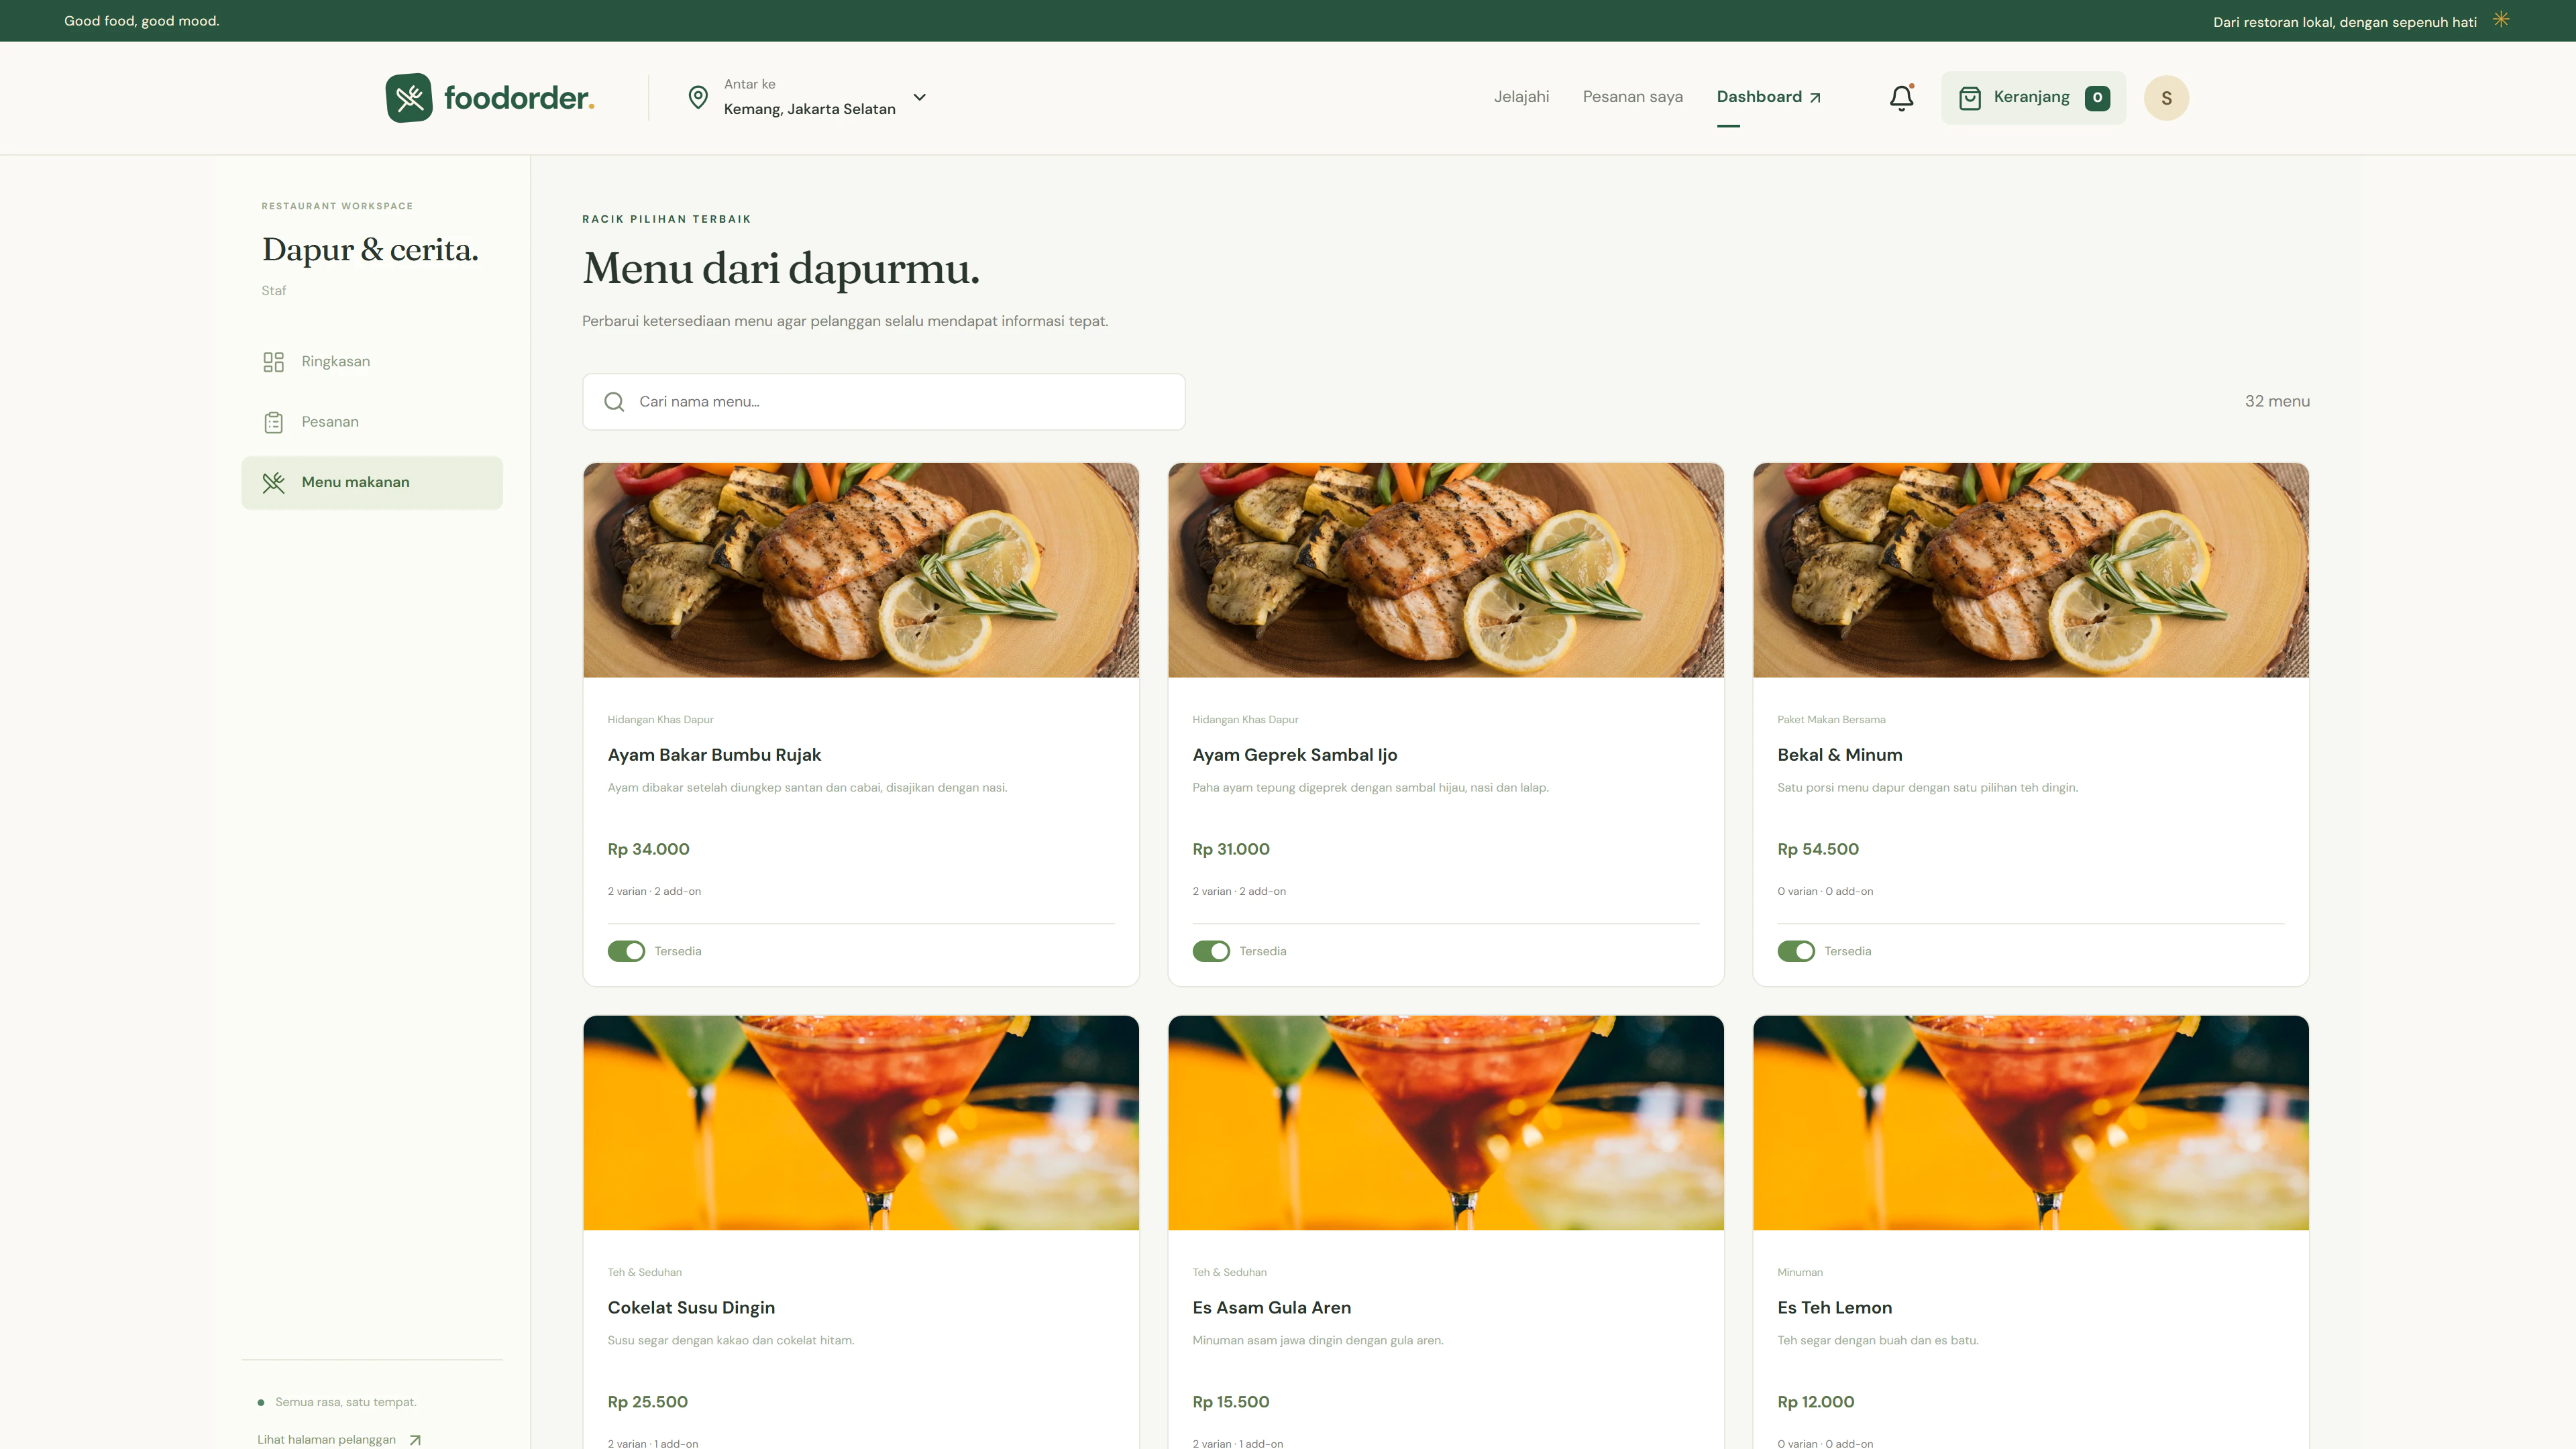 Good food, good mood.
Dari restoran lokal, dengan sepenuh hati
foodorder.
Antar ke
Kemang, Jakarta Selatan
Jelajahi
Pesanan saya
Dashboard
Keranjang
0
S
RESTAURANT WORKSPACE
Dapur & cerita.
Staf
Ringkasan
Pesanan
Menu makanan
RACIK PILIHAN TERBAIK
Menu dari dapurmu.
Perbarui ketersediaan menu agar pelanggan selalu mendapat informasi tepat.
Cari nama menu...
32 menu
Hidangan Khas Dapur
Ayam Bakar Bumbu Rujak
Ayam dibakar setelah diungkep santan dan cabai, disajikan dengan nasi.
Rp 34.000
2 varian · 2 add-on
Tersedia
Hidangan Khas Dapur
Ayam Geprek Sambal Ijo
Paha ayam tepung digeprek dengan sambal hijau, nasi dan lalap.
Rp 31.000
2 varian · 2 add-on
Tersedia
Paket Makan Bersama
Bekal & Minum
Satu porsi menu dapur dengan satu pilihan teh dingin.
Rp 54.500
0 varian · 0 add-on
Tersedia
Teh & Seduhan
Cokelat Susu Dingin
Susu segar dengan kakao dan cokelat hitam.
Rp 25.500
2 varian · 1 add-on
Teh & Seduhan
Es Asam Gula Aren
Minuman asam jawa dingin dengan gula aren.
Rp 15.500
2 varian · 1 add-on
Minuman
Es Teh Lemon
Teh segar dengan buah dan es batu.
Rp 12.000
0 varian · 0 add-on
Semua rasa, satu tempat.
Lihat halaman pelanggan